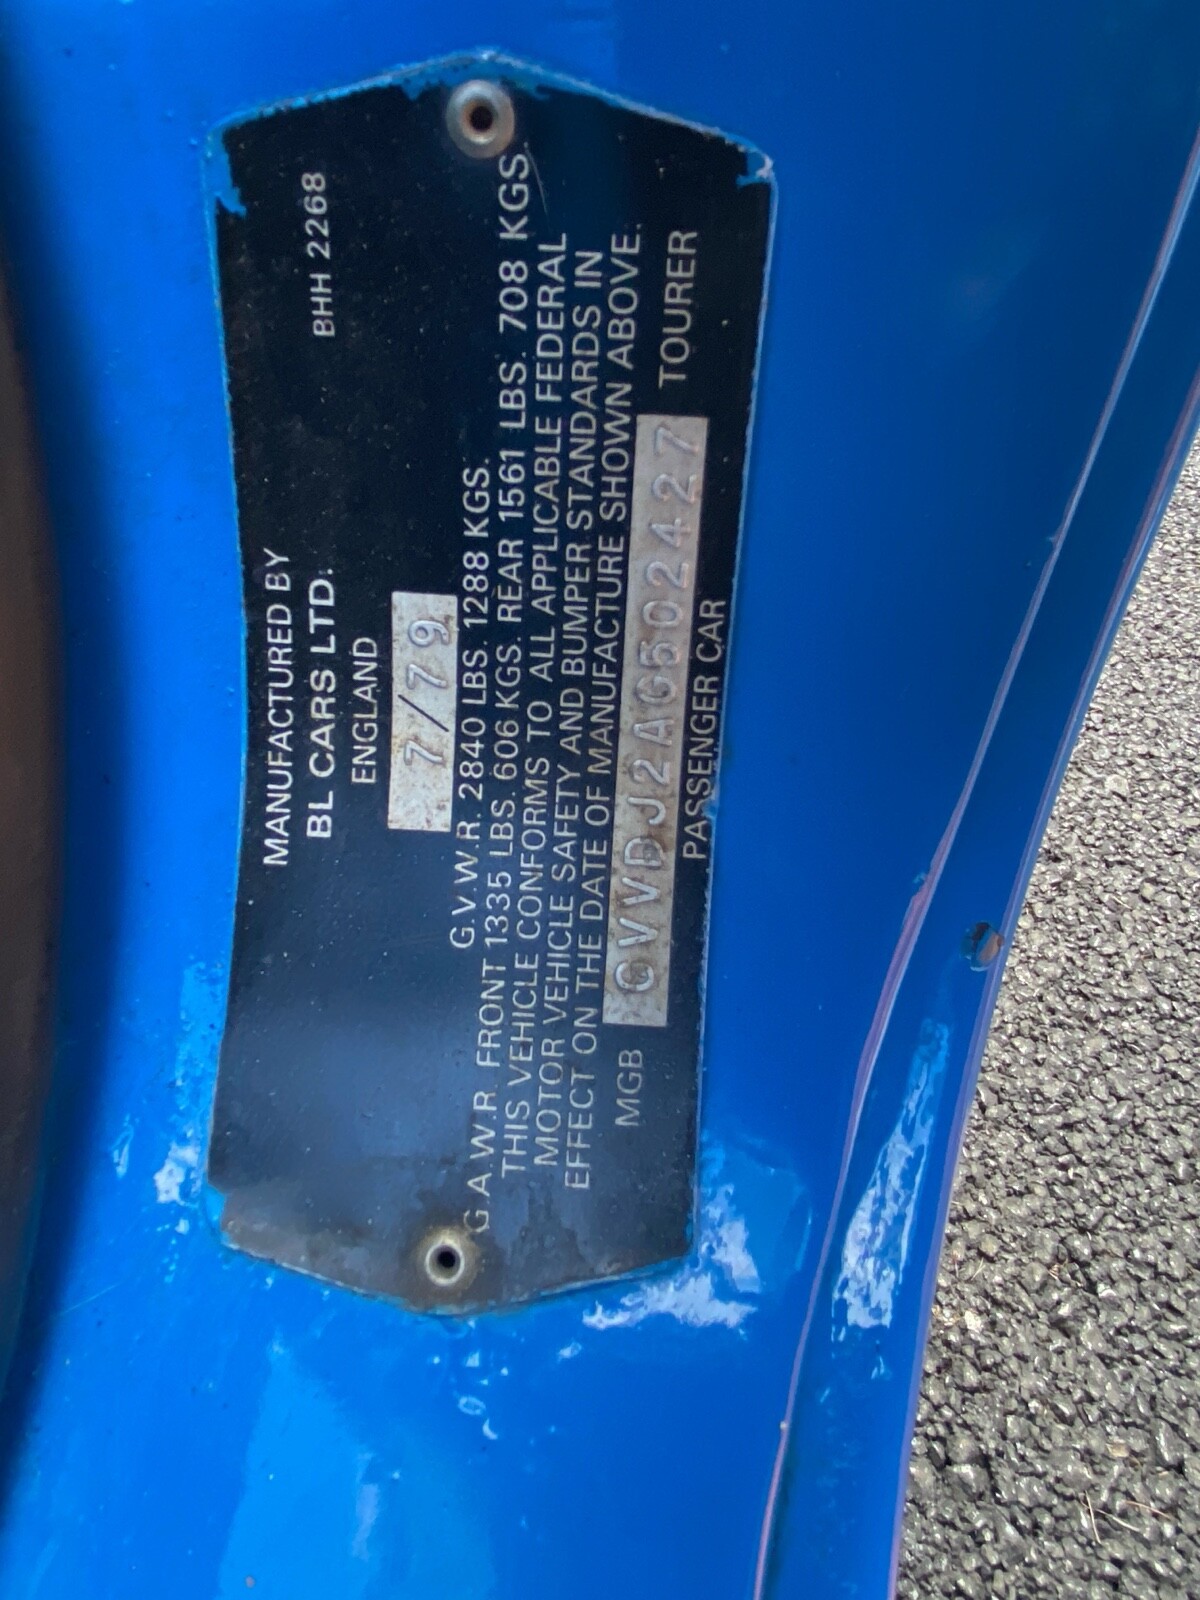 MANUFACTURED BY
BL CARS LTD. BHH 2268
ENGLAND
7/79
G.V.W.R. 2840 LBS. 1288 KGS.
G.A.W.R. FRONT 1335 LBS. 606 KGS. REAR 1561 LBS. 708 KGS.
THIS VEHICLE CONFORMS TO ALL APPLICABLE FEDERAL
MOTOR VEHICLE SAFETY AND BUMPER STANDARDS IN
EFFECT ON THE DATE OF MANUFACTURE SHOWN ABOVE.
MGB GVVDJ2AG502427 TOURER
PASSENGER CAR